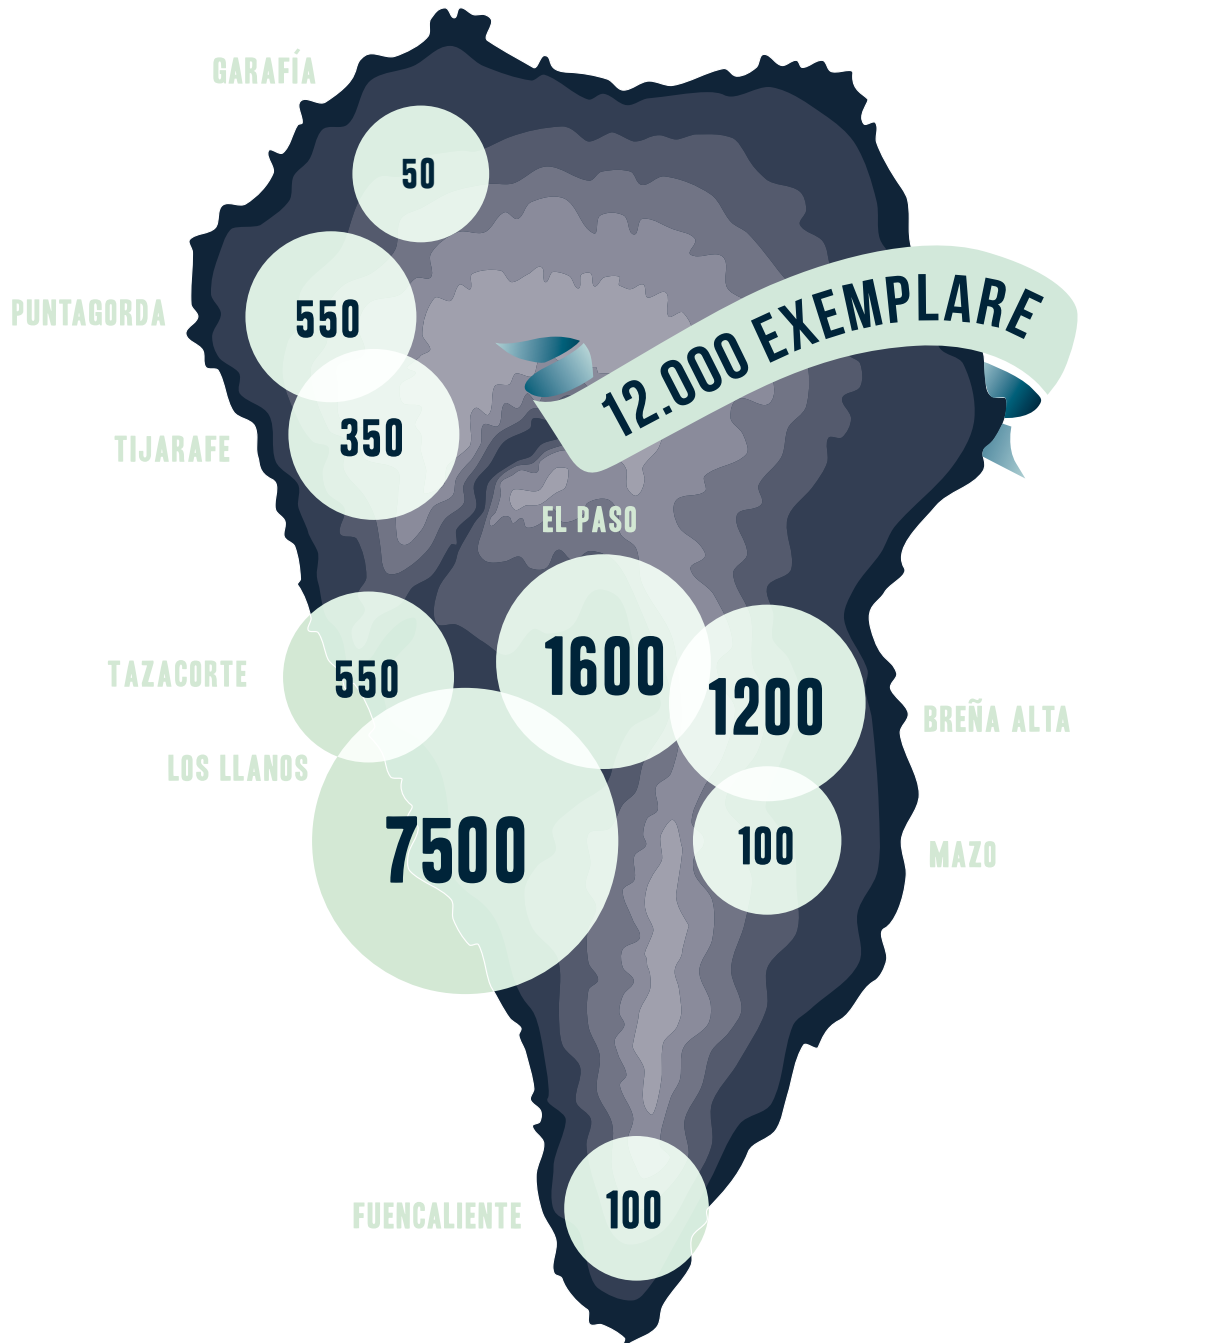 GARAFÍA
50
PUNTAGORDA
550
12.000 EXEMPLARE
TIJARAFE
350
EL PASO
TAZACORTE
550
1600
1200
BREÑA ALTA
LOS LLANOS
7500
100
MAZO
FUENCALIENTE
100